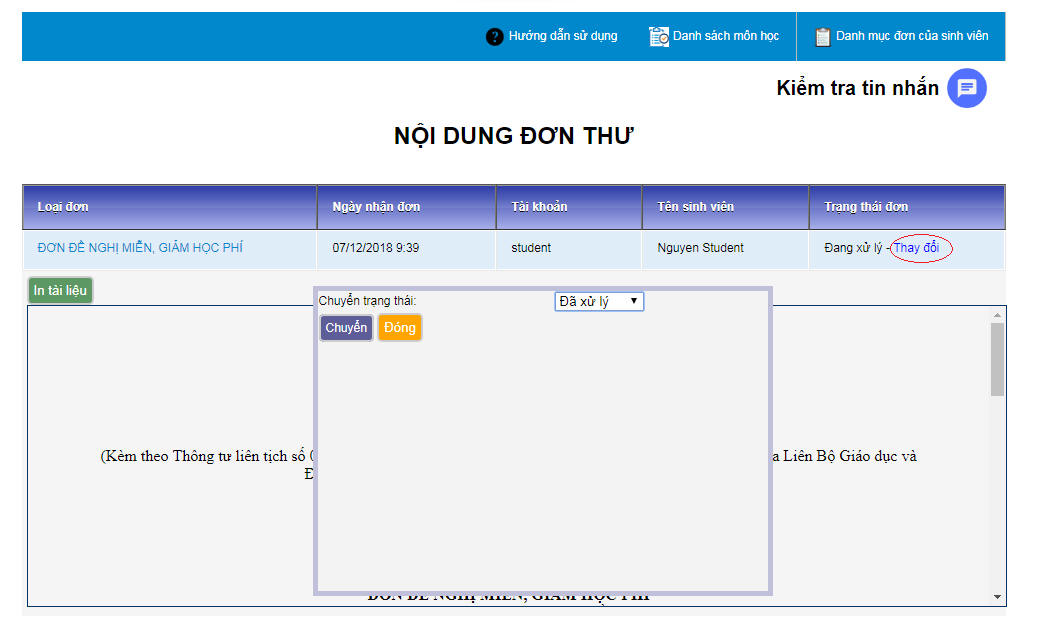 Hướng dẫn sử dụng Danh sách môn học Danh mục đơn của sinh viên
Kiểm tra tin nhắn
NỘI DUNG ĐƠN THƯ
Loại đơn Ngày nhận đơn Tài khoản Tên sinh viên Trạng thái đơn
ĐƠN ĐỀ NGHỊ MIỄN, GIẢM HỌC PHÍ 07/12/2018 9:39 student Nguyen Student Đang xử lý - Thay đổi
In tài liệu
Chuyển trạng thái: Đã xử lý
Chuyển Đóng
(Kèm theo Thông tư liên tịch số a Liên Bộ Giáo dục và
ĐƠN ĐỀ NGHỊ MIỄN, GIẢM HỌC PHÍ